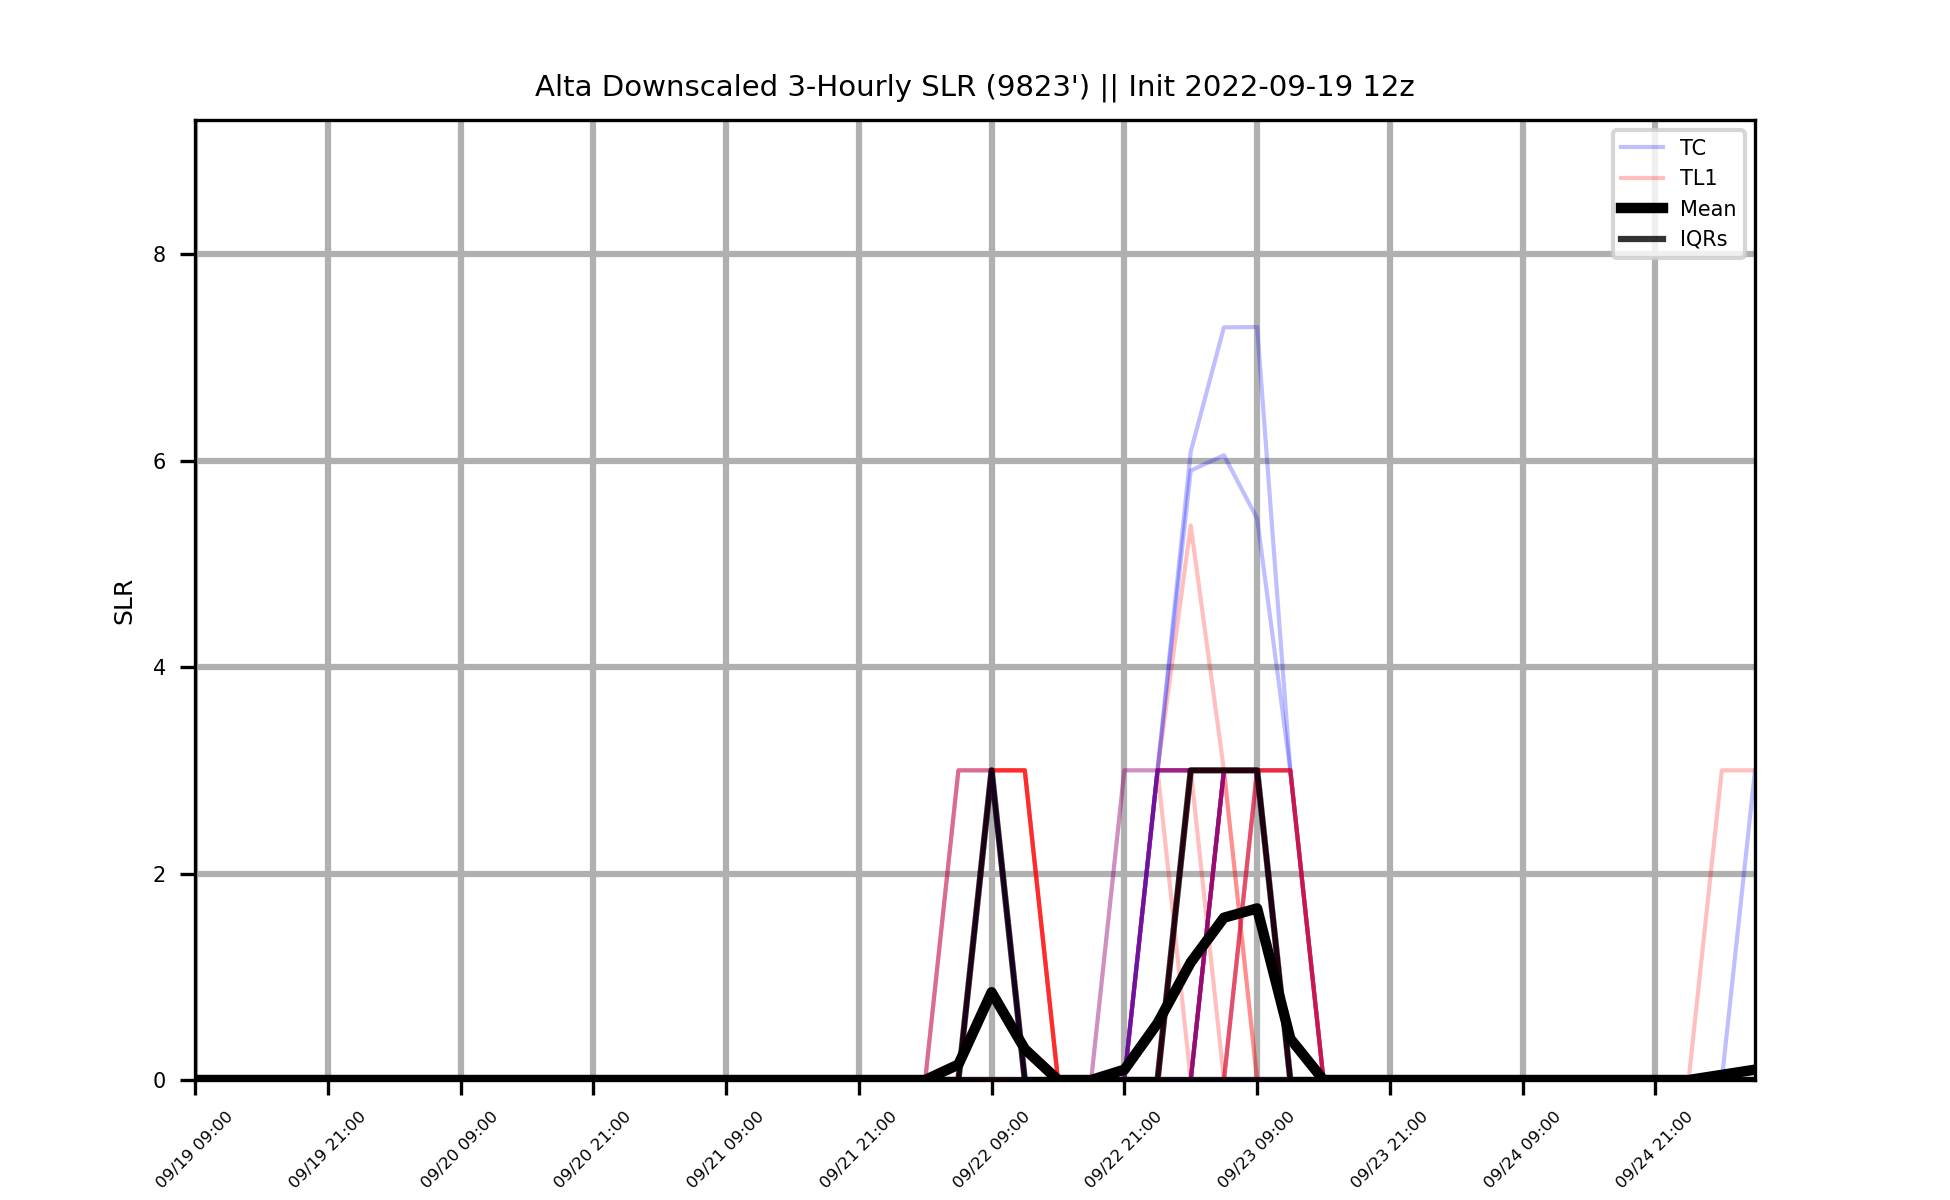 Alta Downscaled 3-Hourly SLR (9823') || Init 2022-09-19 12z
TC
TL1
Mean
IQRs
SLR
8
6
4
2
0
09/19 09:00
09/19 21:00
09/20 09:00
09/20 21:00
09/21 09:00
09/21 21:00
09/22 09:00
09/22 21:00
09/23 09:00
09/23 21:00
09/24 09:00
09/24 21:00